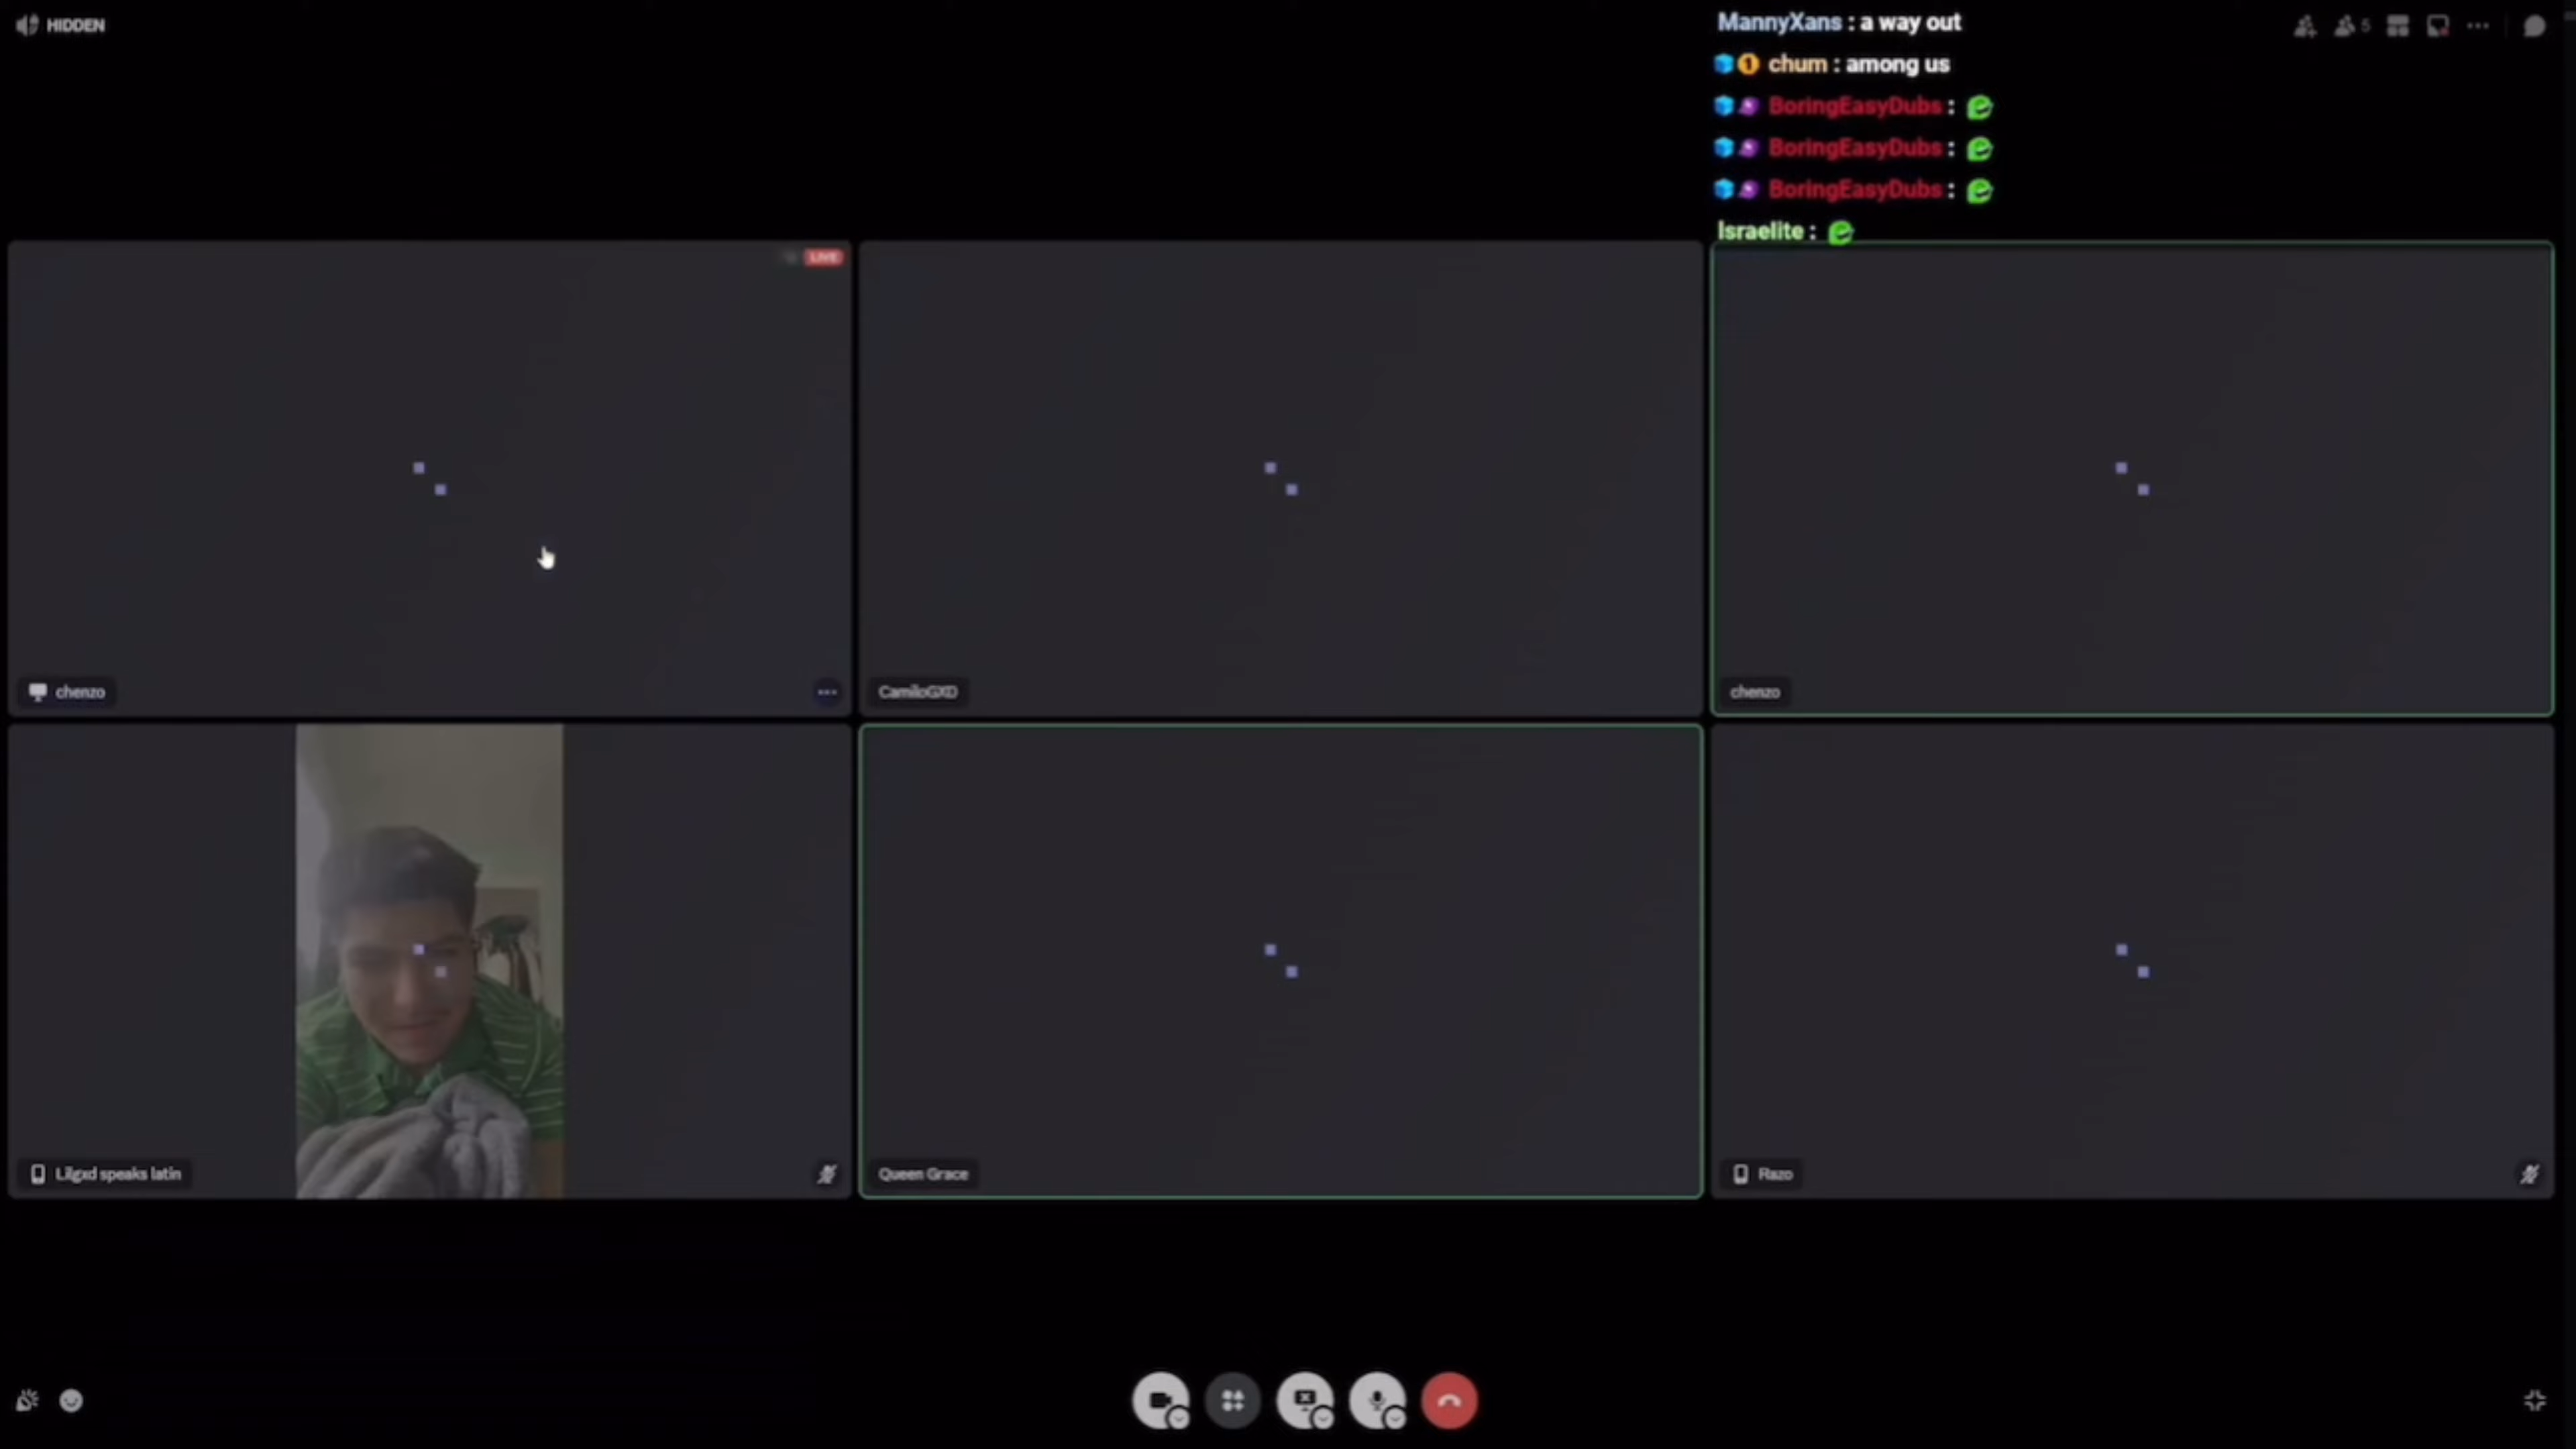 HIDDEN
MannyXans : a way out
chum : among us
BoringEasyDubs :
BoringEasyDubs :
BoringEasyDubs :
Israelite :
5
LIVE
chenzo
CamiloGXD
chenzo
Lilgxd speaks latin
Queen Grace
Razo